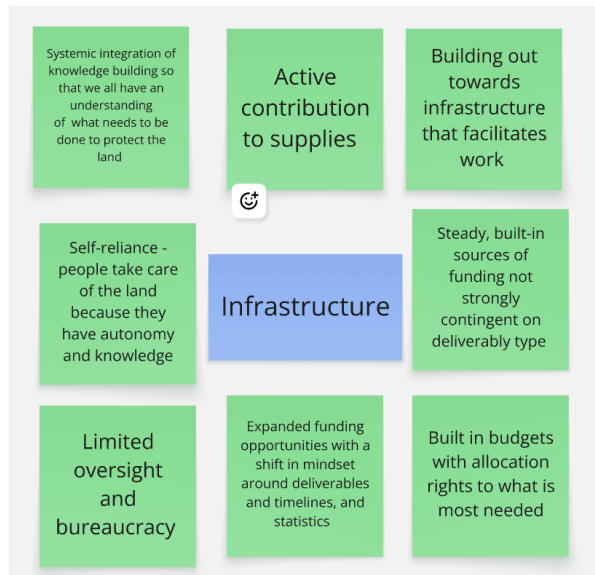 Systemic integration of
knowledge building so
that we all have an
understanding
of  what needs to be
done to protect the
land
Active
contribution
to supplies
Building out
towards
infrastructure
that facilitates
work
Self-reliance -
people take care
of the land
because they
have autonomy
and knowledge
Infrastructure
Steady, built-in
sources of
funding not
strongly
contingent on
deliverably type
Limited
oversight
and
bureaucracy
Expanded funding
opportunities with a
shift in mindset
around deliverables
and timelines, and
statistics
Built in budgets
with allocation
rights to what is
most needed